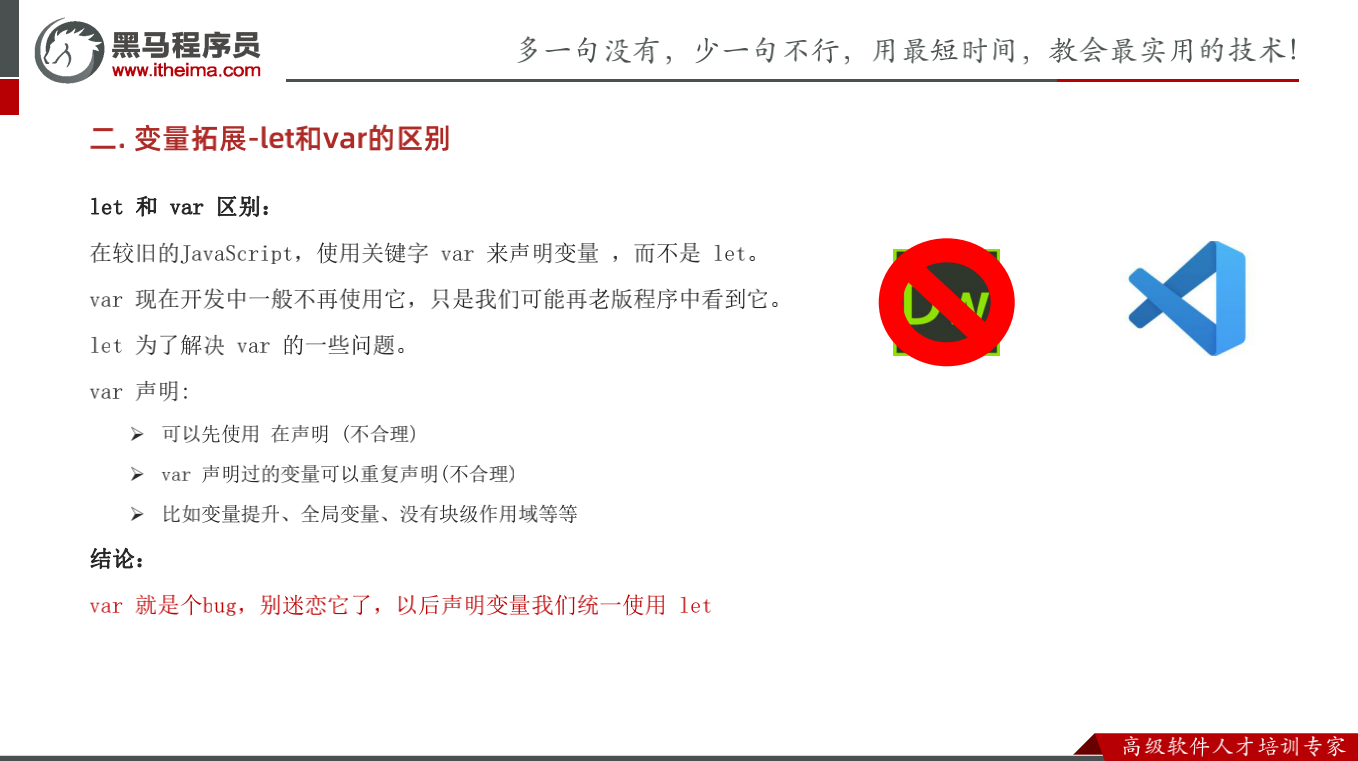 黑马程序员
www.itheima.com
多一句没有，少一句不行，用最短时间，教会最实用的技术！
二. 变量拓展-let和var的区别
let 和 var 区别：
在较旧的JavaScript，使用关键字 var 来声明变量 ，而不是 let。
var 现在开发中一般不再使用它，只是我们可能再老版程序中看到它。
let 为了解决 var 的一些问题。
var 声明:
➢ 可以先使用 在声明 (不合理)
➢ var 声明过的变量可以重复声明(不合理)
➢ 比如变量提升、全局变量、没有块级作用域等等
结论：
var 就是个bug，别迷恋它了，以后声明变量我们统一使用 let
Dw
高级软件人才培训专家